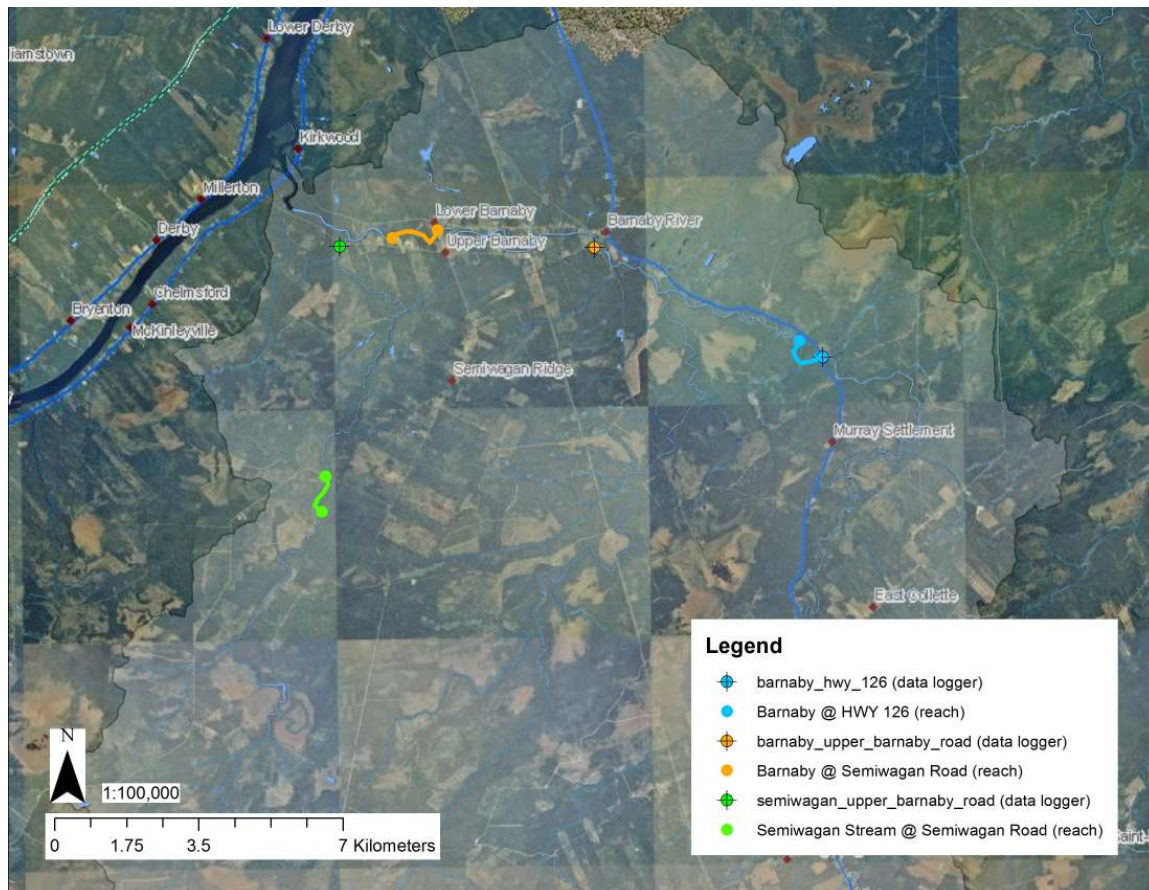 Lower Derby
iamstown
Kirkwood
Millerton
Lower Barnaby
Barnaby River
Derby
Upper Barnaby
chelmsford
Bryenton
McKinleyville
Semiwagan Ridge
Murray Settlement
East Collette
Legend
barnaby_hwy_126 (data logger)
Barnaby @ HWY 126 (reach)
barnaby_upper_barnaby_road (data logger)
Barnaby @ Semiwagan Road (reach)
semiwagan_upper_barnaby_road (data logger)
Semiwagan Stream @ Semiwagan Road (reach)
N
1:100,000
0 1.75 3.5 7 Kilometers
Saint-